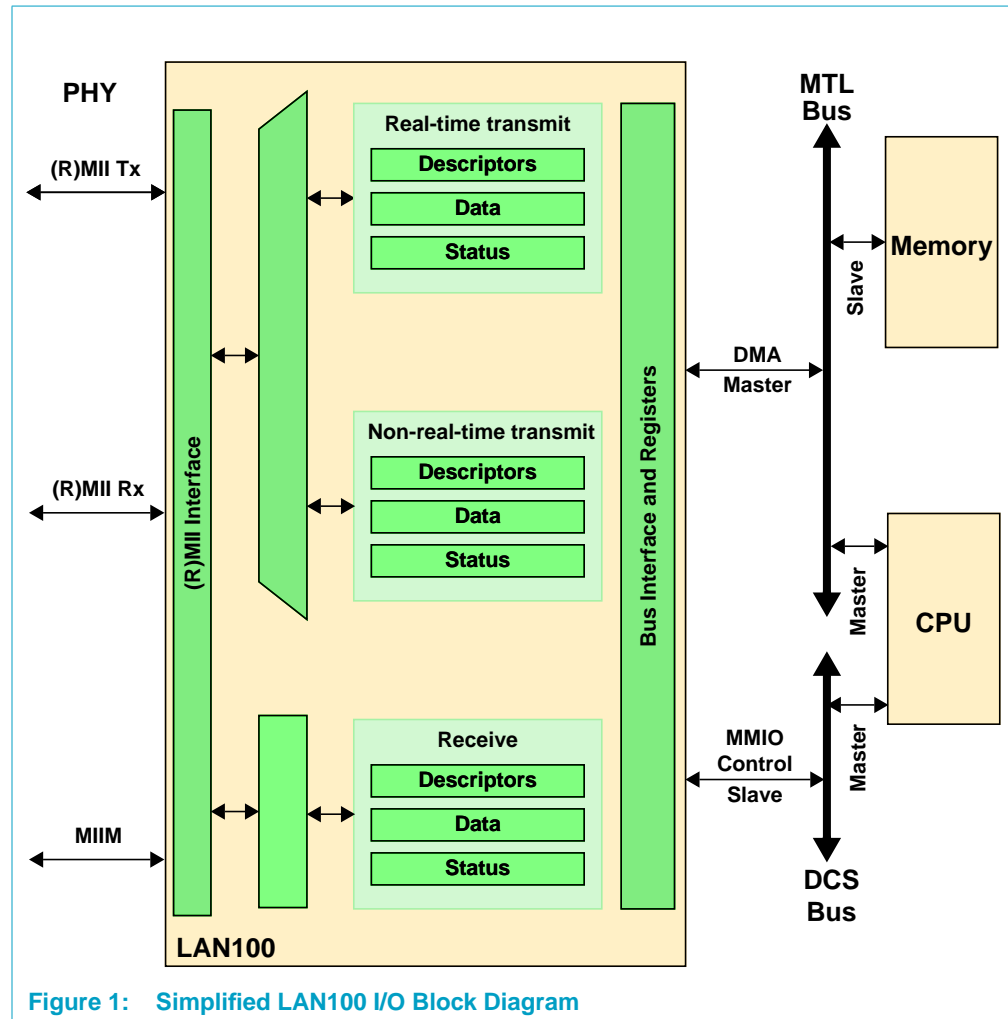 PHY
(R)MII Tx
(R)MII Rx
MIIM
(R)MII Interface
Real-time transmit
Descriptors
Data
Status
Non-real-time transmit
Descriptors
Data
Status
Receive
Descriptors
Data
Status
Bus Interface and Registers
LAN100
DMA
Master
MMIO
Control
Slave
MTL
Bus
Slave
Memory
Master
CPU
Master
DCS
Bus
Figure 1: Simplified LAN100 I/O Block Diagram